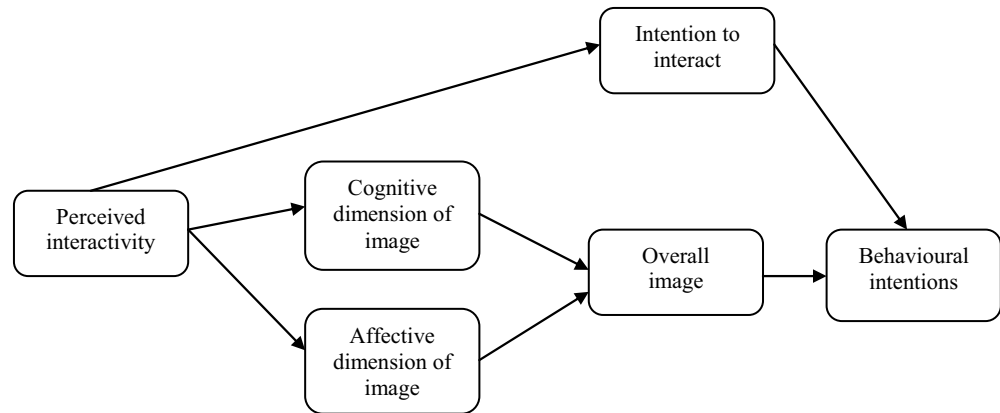 Intention to
interact
Perceived
interactivity
Cognitive
dimension of
image
Affective
dimension of
image
Overall
image
Behavioural
intentions